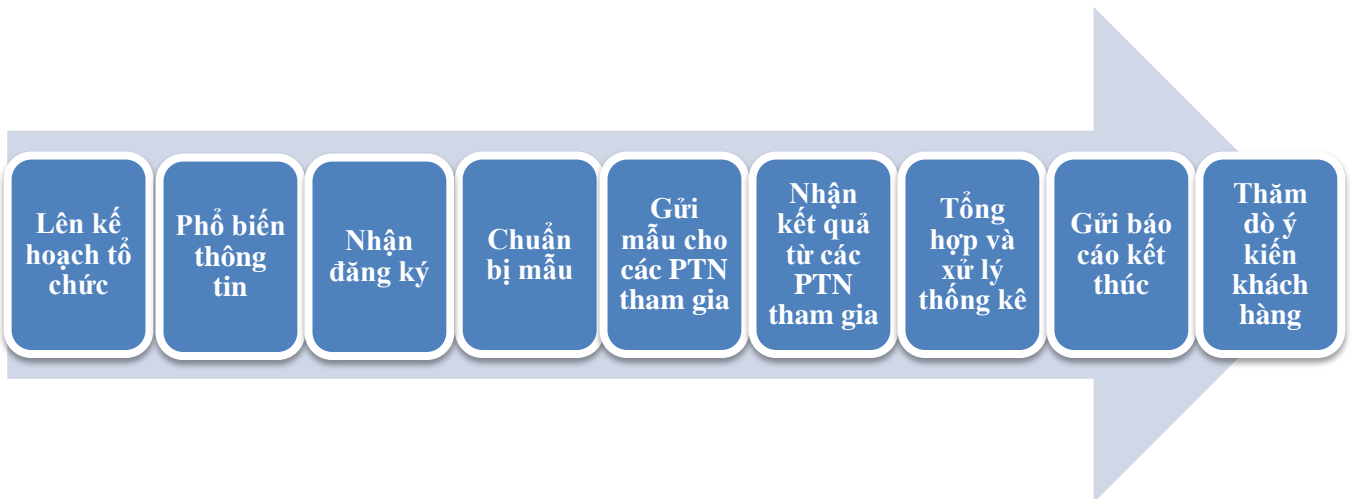 Lên kế
hoạch tổ
chức
Phổ biến
thông
tin
Nhận
đăng ký
Chuẩn
bị mẫu
Gửi
mẫu cho
các PTN
tham gia
Nhận
kết quả
từ các
PTN
tham gia
Tổng
hợp và
xử lý
thống kê
Gửi báo
cáo kết
thúc
Thăm
dò ý
kiến
khách
hàng